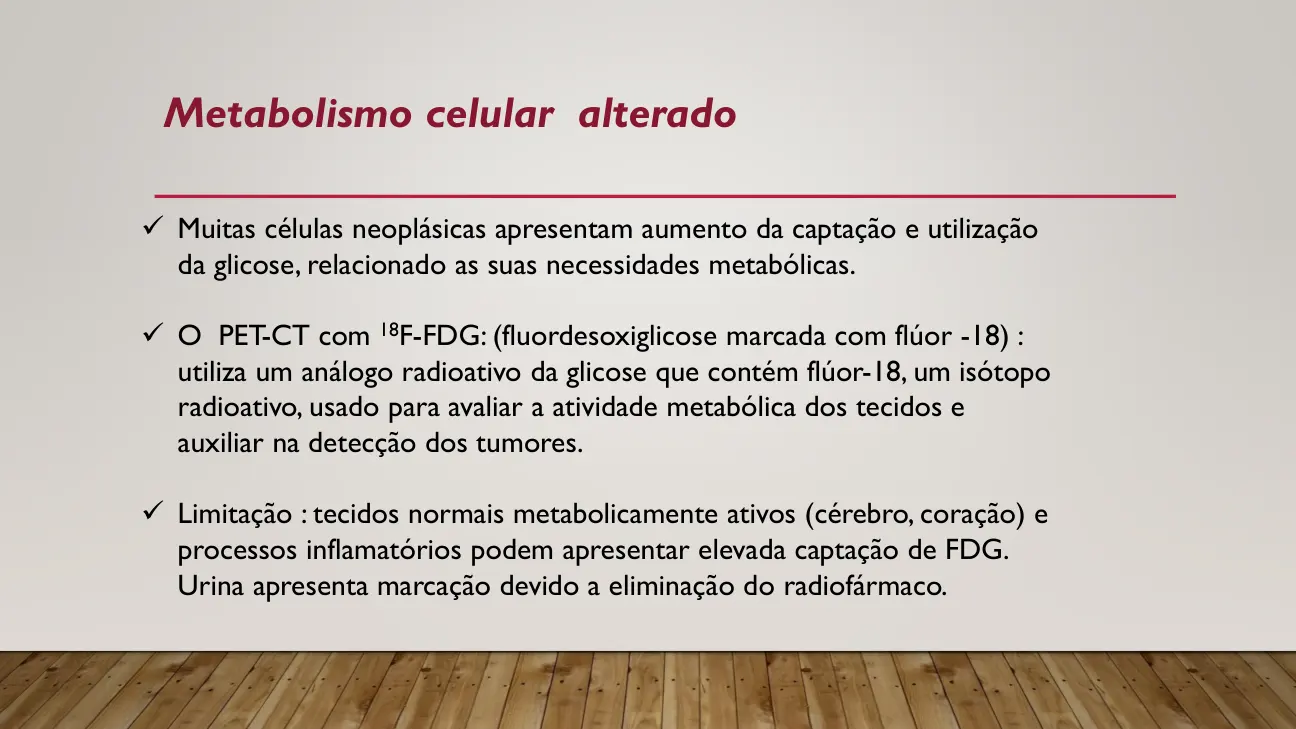 Metabolismo celular  alterado
✓ Muitas células neoplásicas apresentam aumento da captação e utilização
da glicose, relacionado as suas necessidades metabólicas.
✓ O  PET-CT com ¹⁸F-FDG: (fluordesoxiglicose marcada com flúor -18) :
utiliza um análogo radioativo da glicose que contém flúor-18, um isótopo
radioativo, usado para avaliar a atividade metabólica dos tecidos e
auxiliar na detecção dos tumores.
✓ Limitação : tecidos normais metabolicamente ativos (cérebro, coração) e
processos inflamatórios podem apresentar elevada captação de FDG.
Urina apresenta marcação devido a eliminação do radiofármaco.